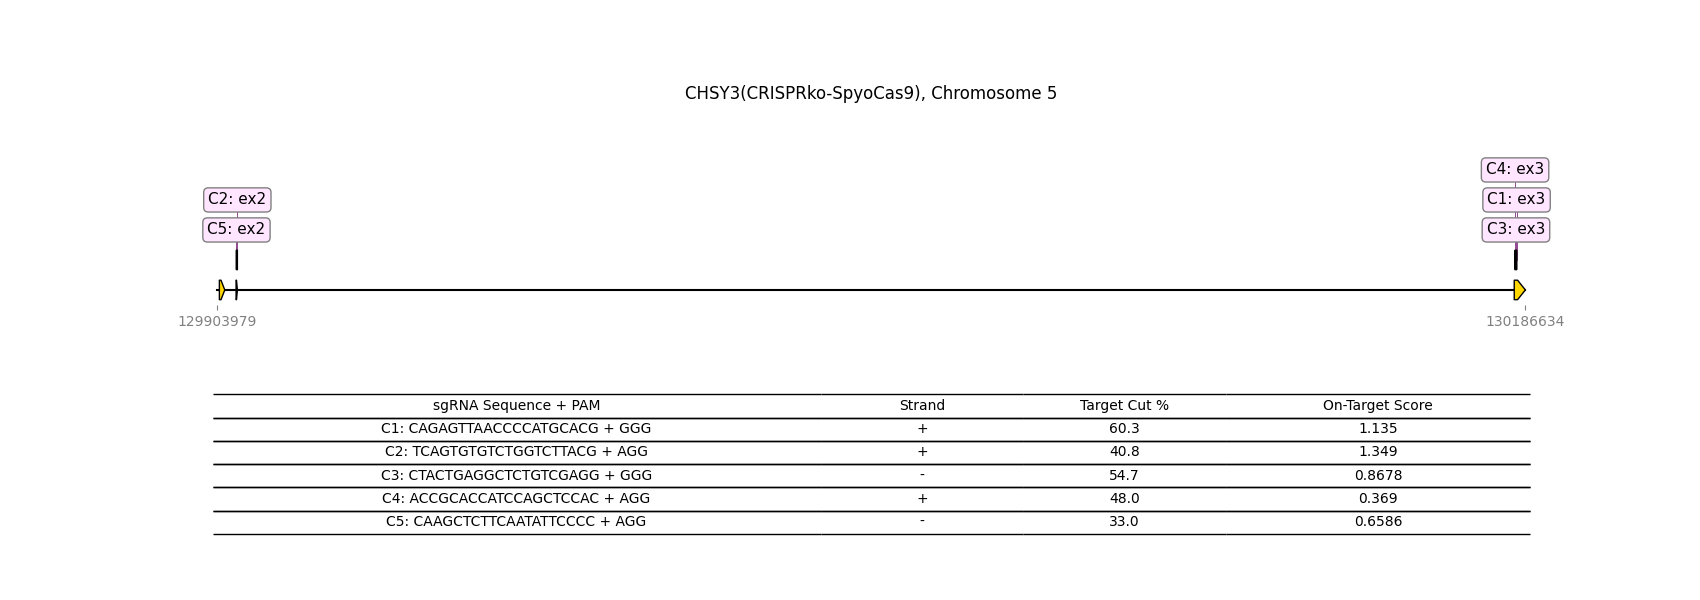 CHSY3(CRISPRko-SpyoCas9), Chromosome 5
C4: ex3
C2: ex2
C1: ex3
C5: ex2
C3: ex3
129903979
130186634
sgRNA Sequence + PAM Strand Target Cut % On-Target Score
C1: CAGAGTTAACCCCATGCACG + GGG + 60.3 1.135
C2: TCAGTGTGTCTGGTCTTACG + AGG + 40.8 1.349
C3: CTACTGAGGCTCTGTCGAGG + GGG - 54.7 0.8678
C4: ACCGCACCATCCAGCTCCAC + AGG + 48.0 0.369
C5: CAAGCTCTTCAATATTCCCC + AGG - 33.0 0.6586